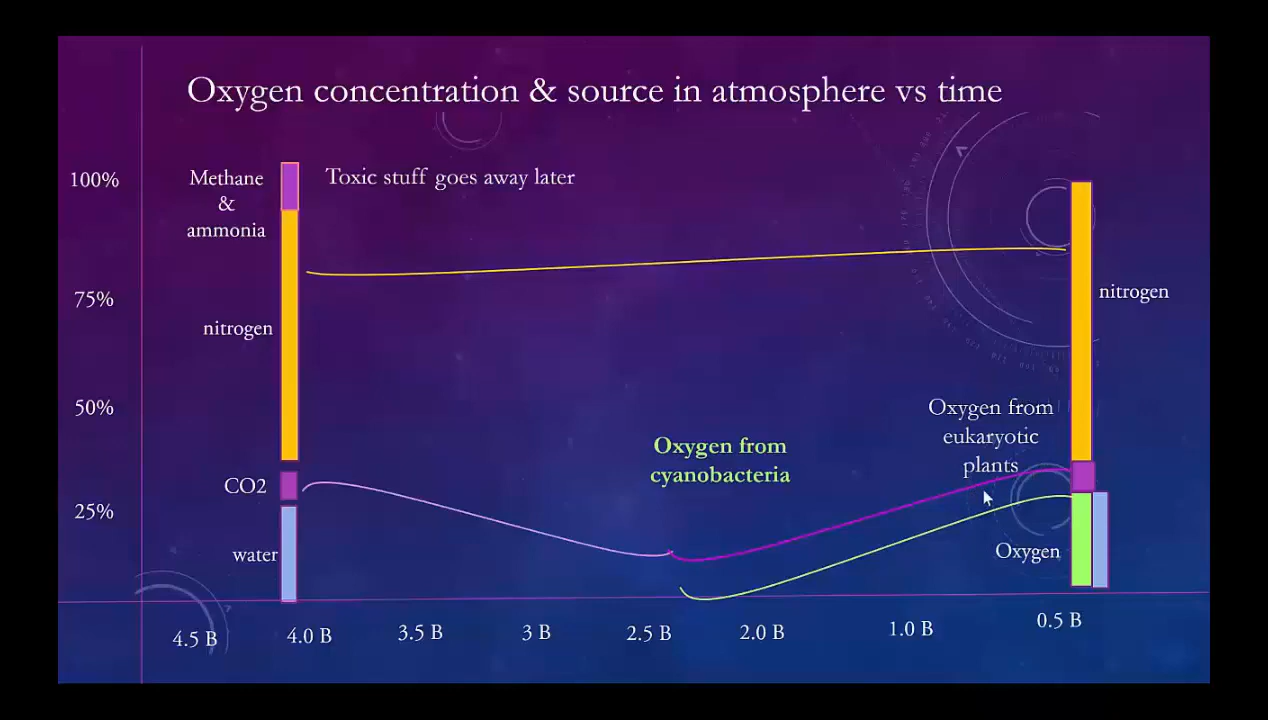 Oxygen concentration & source in atmosphere vs time
100%
Methane
&
ammonia
Toxic stuff goes away later
75%
nitrogen
nitrogen
50%
Oxygen from
eukaryotic
plants
Oxygen from
cyanobacteria
CO2
25%
water
Oxygen
4.5 B
4.0 B
3.5 B
3 B
2.5 B
2.0 B
1.0 B
0.5 B